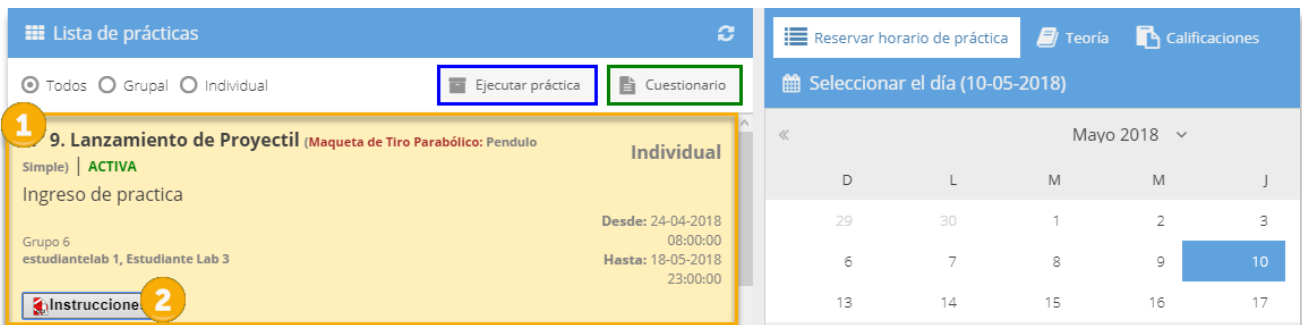 Lista de prácticas
Todos Grupal Individual
Ejecutar práctica
Cuestionario
1
9. Lanzamiento de Proyectil (Maqueta de Tiro Parabólico: Pendulo
Simple) | ACTIVA
Individual
Ingreso de practica
Desde: 24-04-2018
08:00:00
Grupo 6
estudiantelab 1, Estudiante Lab 3
Hasta: 18-05-2018
23:00:00
Instruccione
2
Reservar horario de práctica Teoría Calificaciones
Seleccionar el día (10-05-2018)
« Mayo 2018
D L M M J
29 30 1 2 3
6 7 8 9 10
13 14 15 16 17